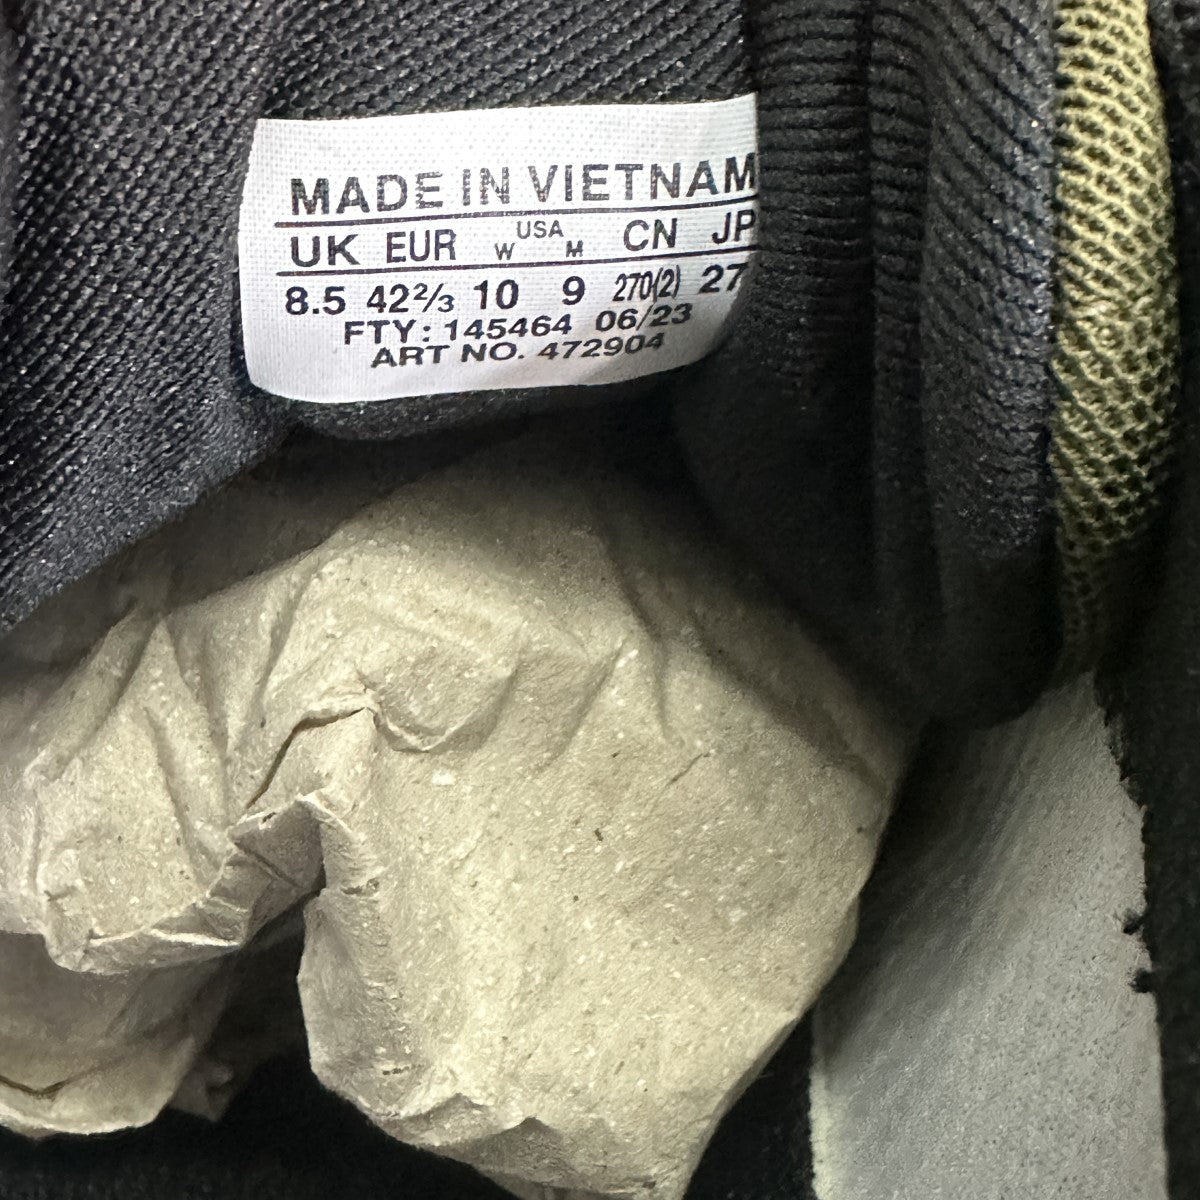 MADE IN VIETNAM
UK EUR W USA M CN JP
8.5 42⅔ 10 9 270(2) 27
FTY: 145464 06/23
ART NO. 472904